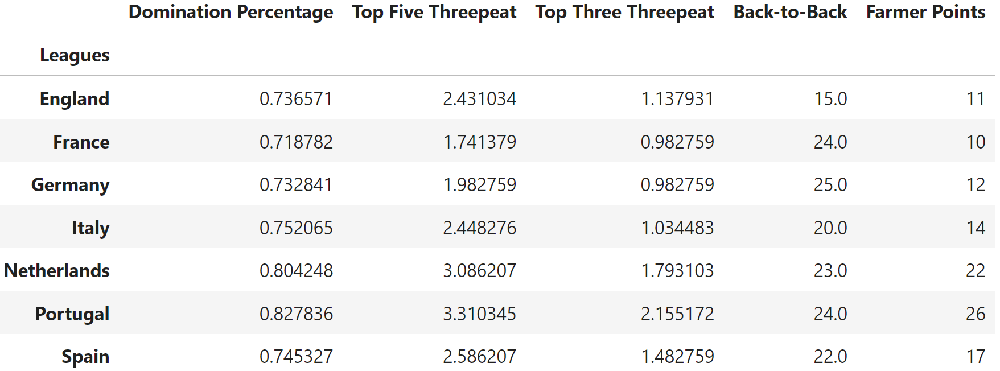 Domination Percentage Top Five Threepeat Top Three Threepeat Back-to-Back Farmer Points
Leagues
England 0.736571 2.431034 1.137931 15.0 11
France 0.718782 1.741379 0.982759 24.0 10
Germany 0.732841 1.982759 0.982759 25.0 12
Italy 0.752065 2.448276 1.034483 20.0 14
Netherlands 0.804248 3.086207 1.793103 23.0 22
Portugal 0.827836 3.310345 2.155172 24.0 26
Spain 0.745327 2.586207 1.482759 22.0 17